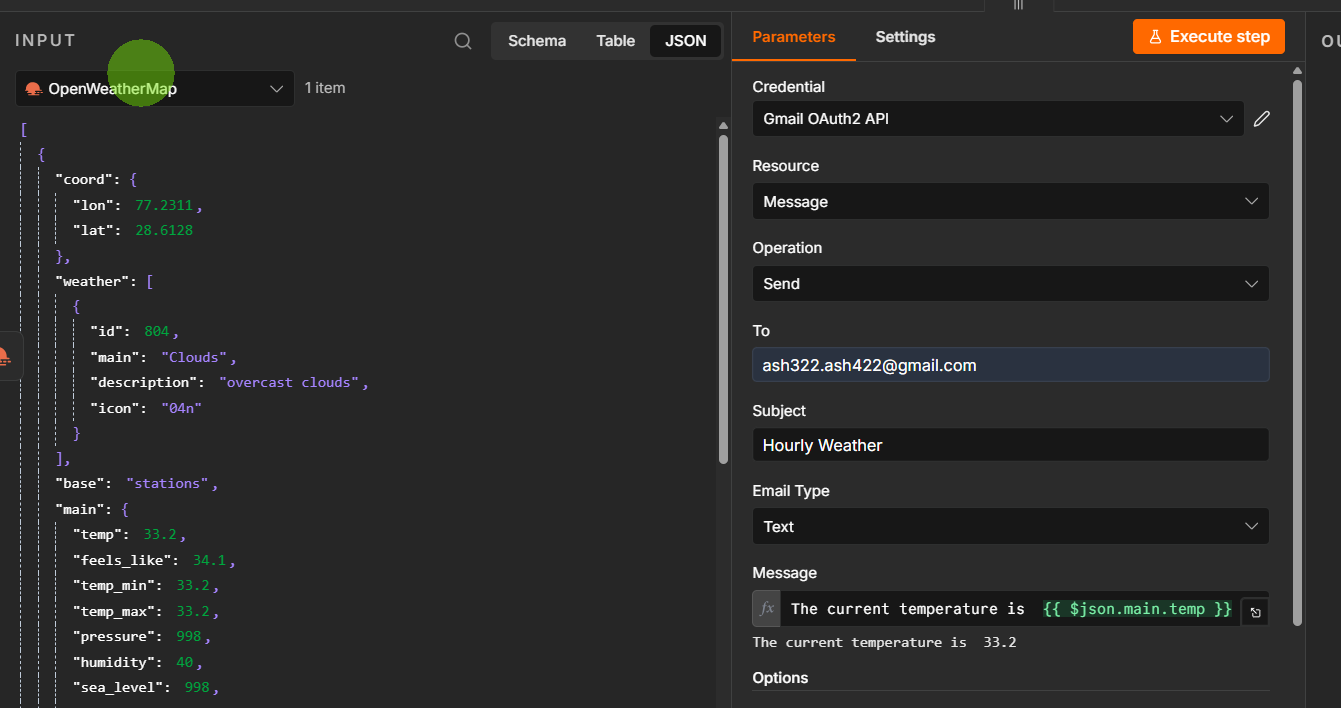 INPUT
Schema Table JSON
OpenWeatherMap 1 item
[
{
"coord": {
"lon": 77.2311,
"lat": 28.6128
},
"weather": [
{
"id": 804,
"main": "Clouds",
"description": "overcast clouds",
"icon": "04n"
}
],
"base": "stations",
"main": {
"temp": 33.2,
"feels_like": 34.1,
"temp_min": 33.2,
"temp_max": 33.2,
"pressure": 998,
"humidity": 40,
"sea_level": 998,
Parameters Settings Execute step
Credential
Gmail OAuth2 API
Resource
Message
Operation
Send
To
ash322.ash422@gmail.com
Subject
Hourly Weather
Email Type
Text
Message
fx The current temperature is {{ $json.main.temp }}
The current temperature is 33.2
Options